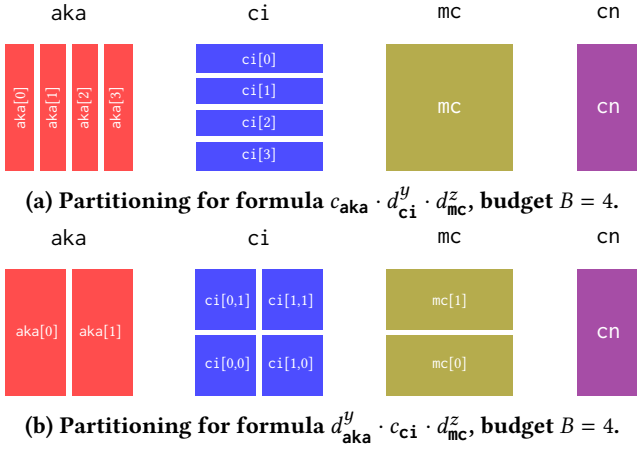 aka ci mc cn
aka[0] aka[1] aka[2] aka[3] ci[0] ci[1] ci[2] ci[3] mc cn
(a) Partitioning for formula c_aka · d^y_ci · d^z_mc, budget B = 4.
aka ci mc cn
aka[0] aka[1] ci[0,1] ci[1,1] ci[0,0] ci[1,0] mc[1] mc[0] cn
(b) Partitioning for formula d^y_aka · c_ci · d^z_mc, budget B = 4.